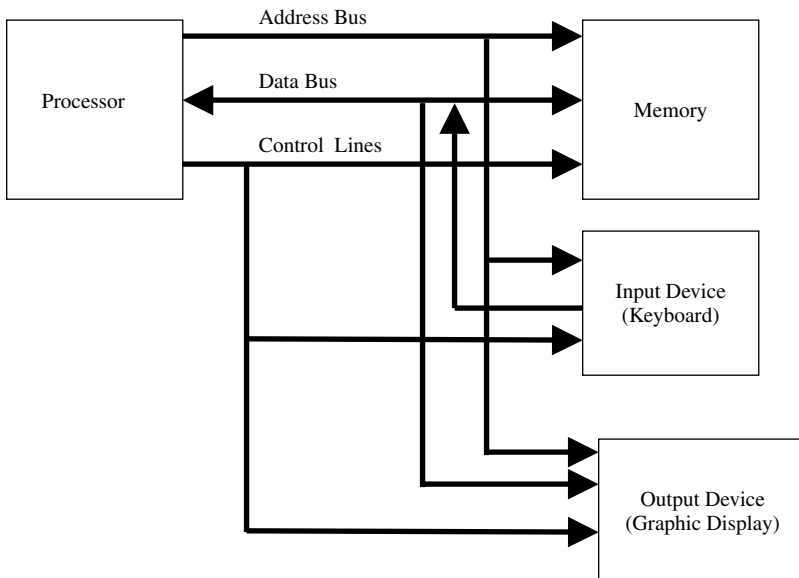 Address Bus
Data Bus
Processor
Memory
Control Lines
Input Device
(Keyboard)
Output Device
(Graphic Display)